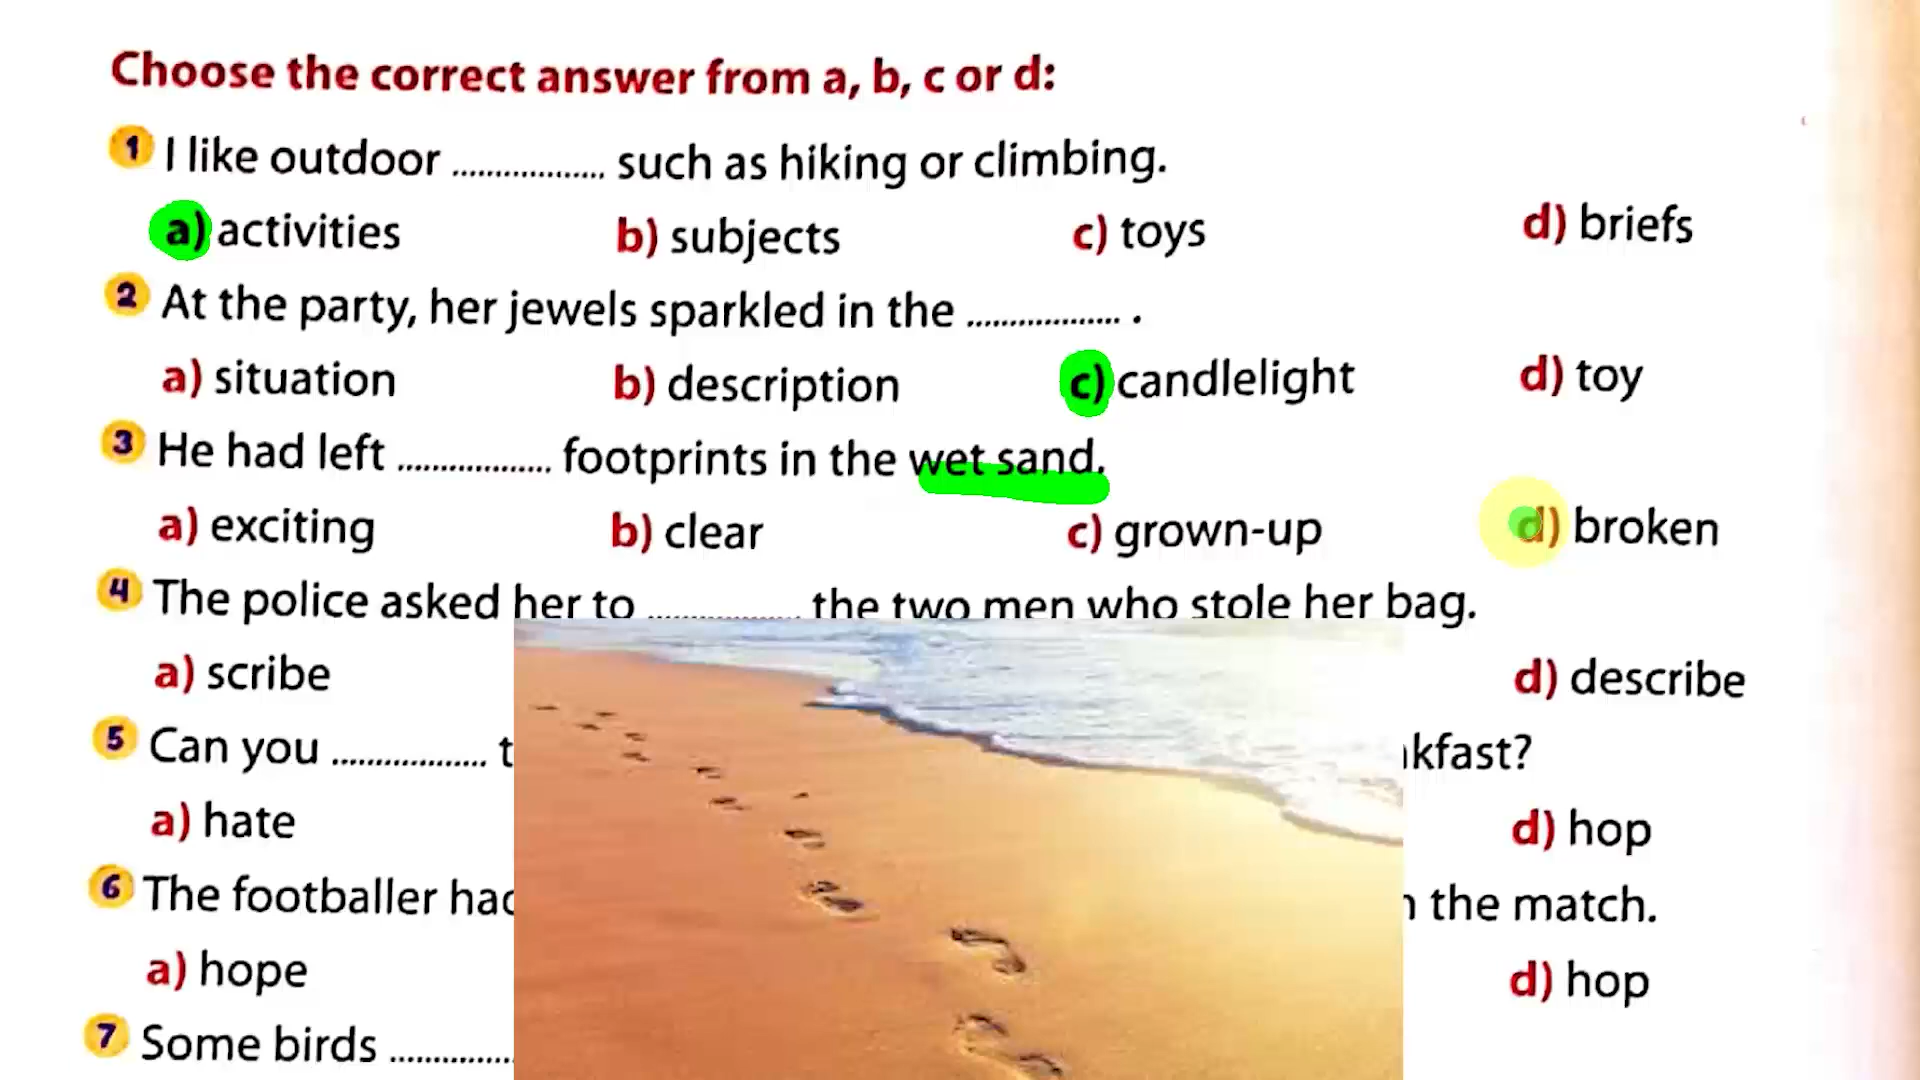 Choose the correct answer from a, b, c or d:
1 I like outdoor .................. such as hiking or climbing.
a) activities b) subjects c) toys d) briefs
2 At the party, her jewels sparkled in the .................. .
a) situation b) description c) candlelight d) toy
3 He had left .................. footprints in the wet sand.
a) exciting b) clear c) grown-up d) broken
4 The police asked her to .................. the two men who stole her bag.
a) scribe d) describe
5 Can you ..................
a) hate d) hop
6 The footballer the match.
a) hope d) hop
7 Some birds ..............